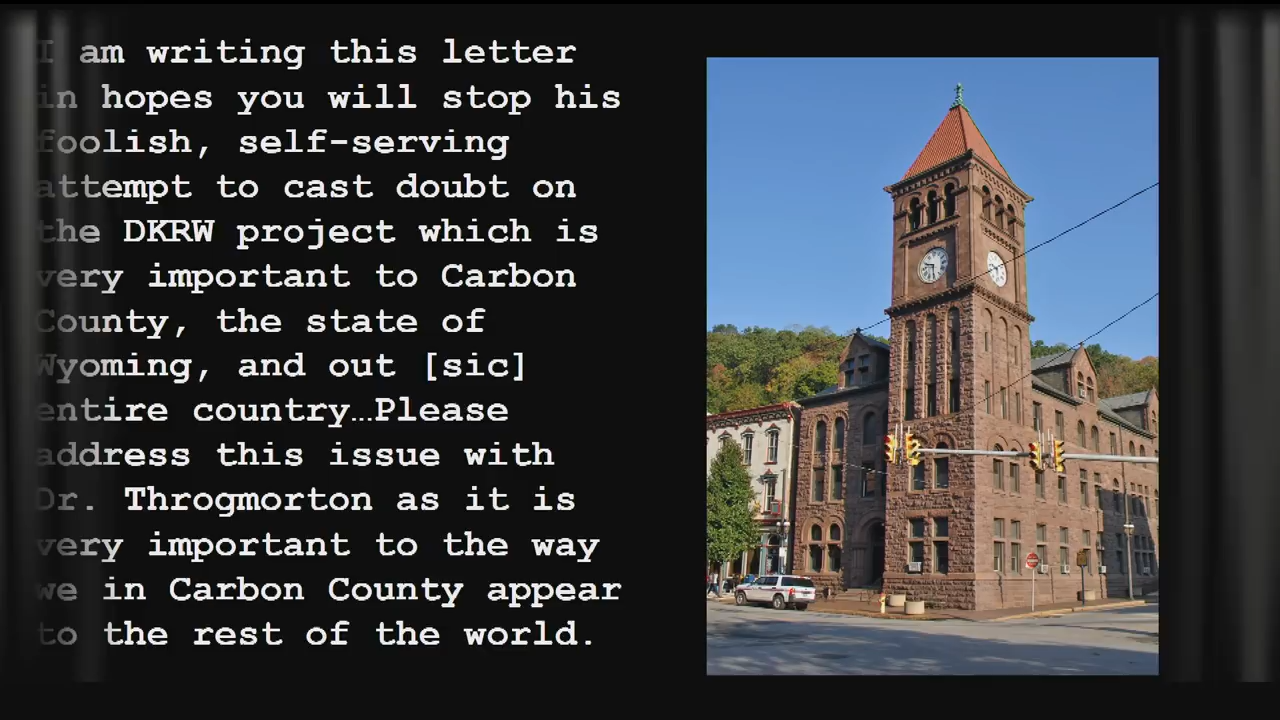 I am writing this letter
in hopes you will stop his
foolish, self-serving
attempt to cast doubt on
the DKRW project which is
very important to Carbon
County, the state of
Wyoming, and out [sic]
entire country…Please
address this issue with
Dr. Throgmorton as it is
very important to the way
we in Carbon County appear
to the rest of the world.